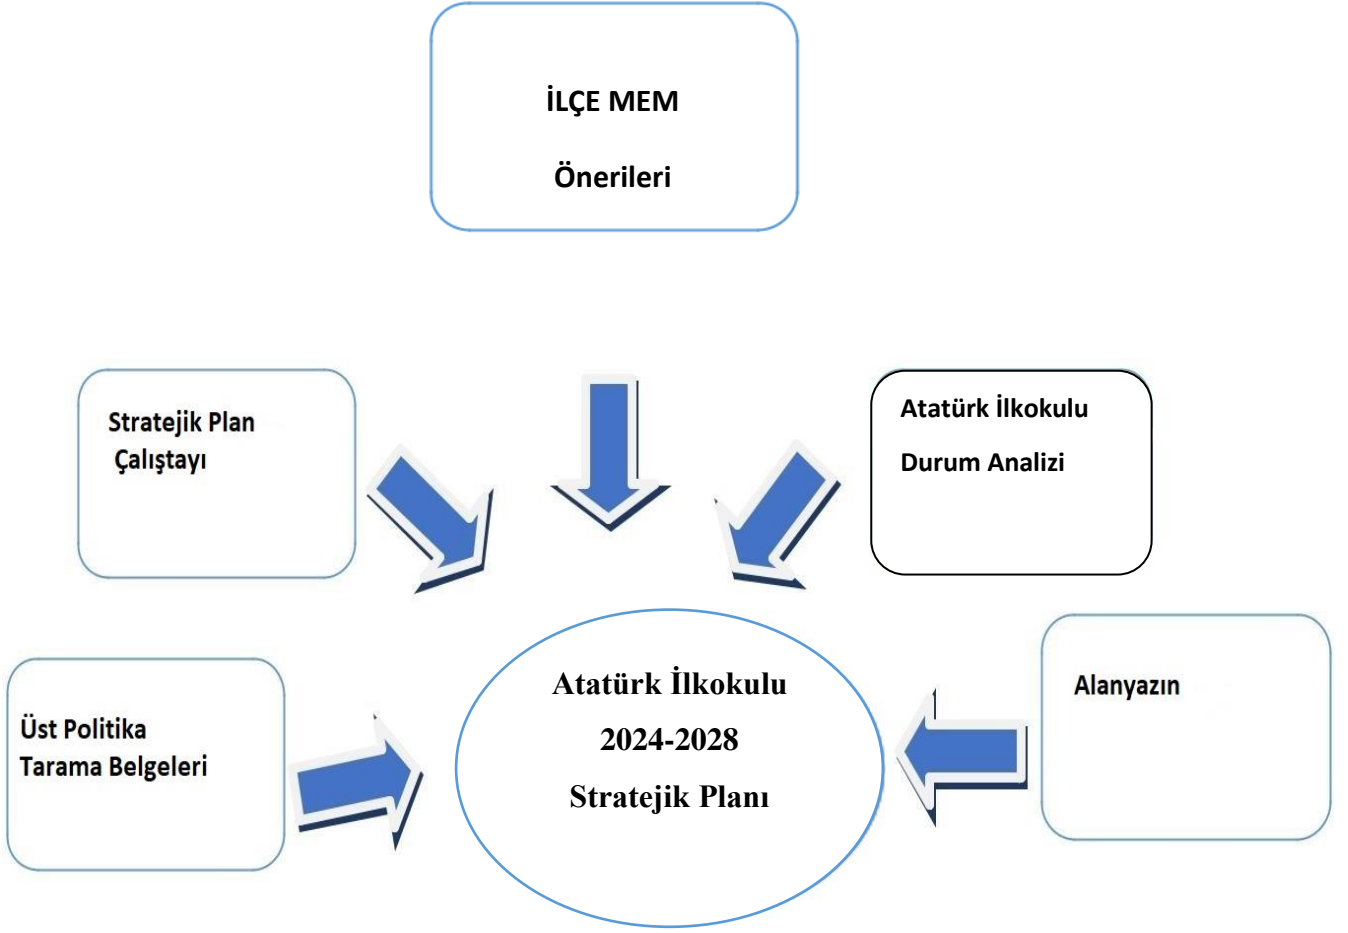 İLÇE MEM
Önerileri
Stratejik Plan
Çalıştayı
Atatürk İlkokulu
Durum Analizi
Üst Politika
Tarama Belgeleri
Atatürk İlkokulu
2024-2028
Stratejik Planı
Alanyazın